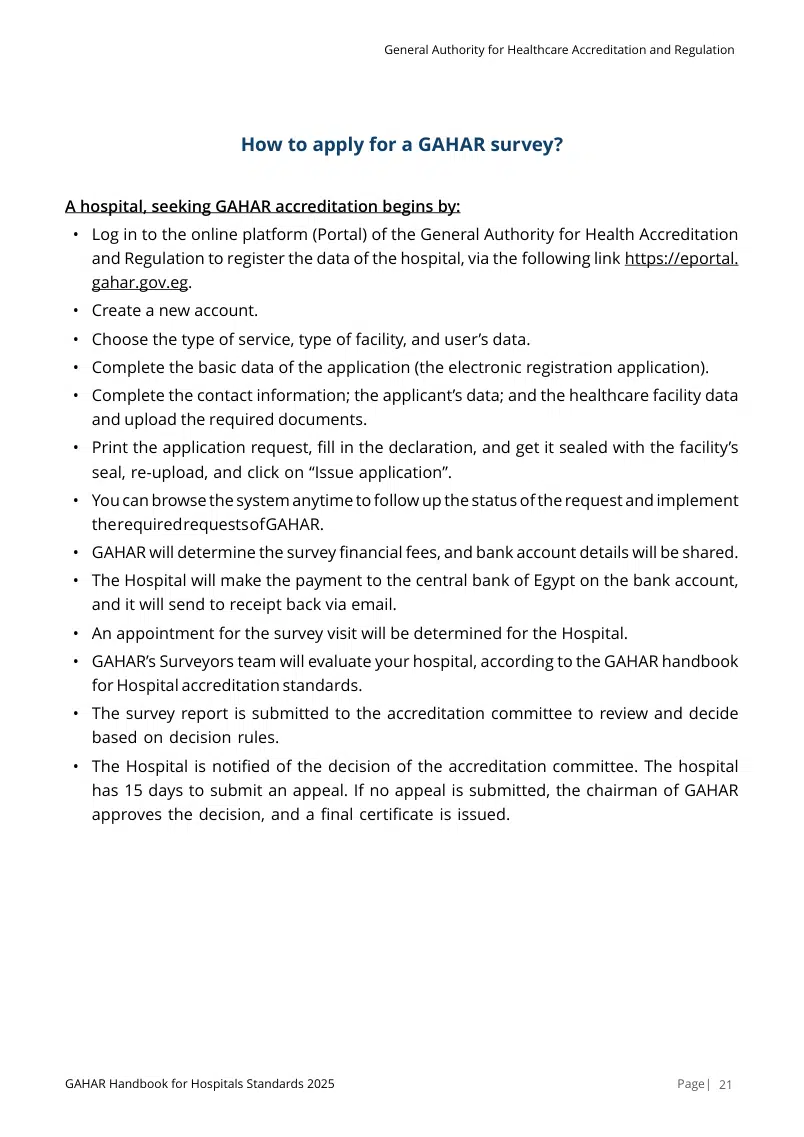 General Authority for Healthcare Accreditation and Regulation
How to apply for a GAHAR survey?
A hospital, seeking GAHAR accreditation begins by:
• Log in to the online platform (Portal) of the General Authority for Health Accreditation
and Regulation to register the data of the hospital, via the following link https://eportal.
gahar.gov.eg.
• Create a new account.
• Choose the type of service, type of facility, and user’s data.
• Complete the basic data of the application (the electronic registration application).
• Complete the contact information; the applicant’s data; and the healthcare facility data
and upload the required documents.
• Print the application request, fill in the declaration, and get it sealed with the facility’s
seal, re-upload, and click on “Issue application”.
• You can browse the system anytime to follow up the status of the request and implement
the required requests of GAHAR.
• GAHAR will determine the survey financial fees, and bank account details will be shared.
• The Hospital will make the payment to the central bank of Egypt on the bank account,
and it will send to receipt back via email.
• An appointment for the survey visit will be determined for the Hospital.
• GAHAR’s Surveyors team will evaluate your hospital, according to the GAHAR handbook
for Hospital accreditation standards.
• The survey report is submitted to the accreditation committee to review and decide
based on decision rules.
• The Hospital is notified of the decision of the accreditation committee. The hospital
has 15 days to submit an appeal. If no appeal is submitted, the chairman of GAHAR
approves the decision, and a final certificate is issued.
GAHAR Handbook for Hospitals Standards 2025
Page| 21